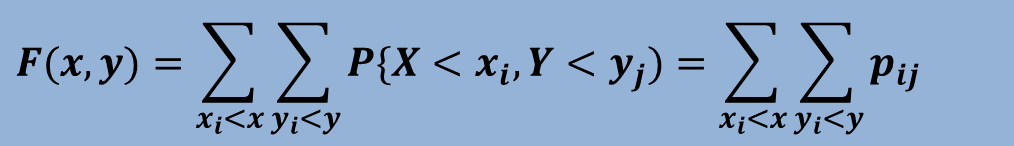 F(x, y) = ∑_{x_i<x} ∑_{y_i<y} P{X < x_i, Y < y_j) = ∑_{x_i<x} ∑_{y_i<y} p_{ij}